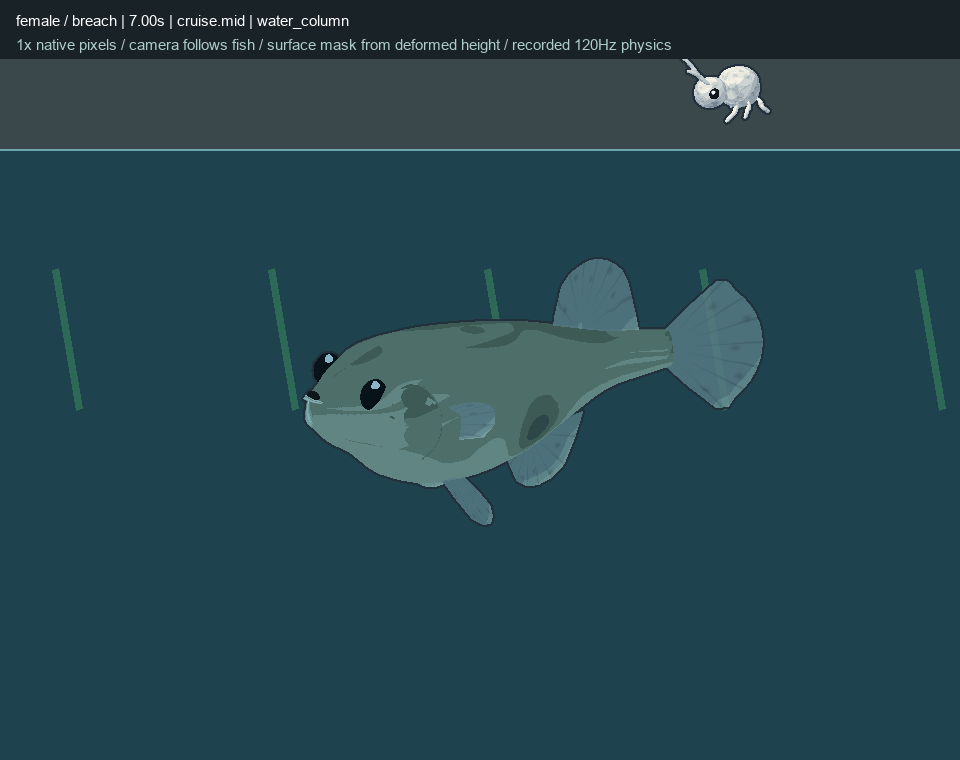 female / breach | 7.00s | cruise.mid | water_column
1x native pixels / camera follows fish / surface mask from deformed height / recorded 120Hz physics